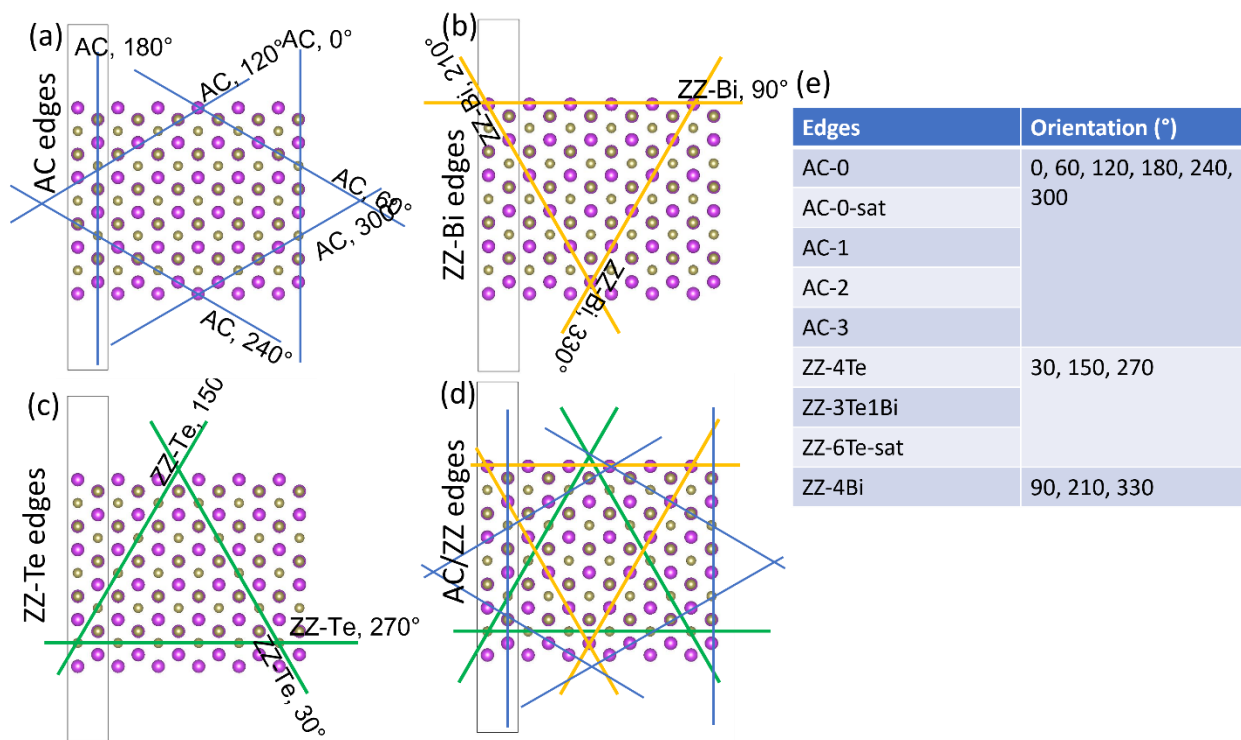 (a)
AC edges
AC, 180°
AC, 120°
AC, 0°
AC, 60°
AC, 300°
AC, 240°
(b)
ZZ-Bi edges
ZZ-Bi, 210°
ZZ-Bi, 90°
ZZ-Bi, 330°
(c)
ZZ-Te edges
ZZ-Te, 150
ZZ-Te, 270°
ZZ-Te, 30°
(d)
AC/ZZ edges
(e)
Edges Orientation (°)
AC-0 0, 60, 120, 180, 240,
300
AC-0-sat
AC-1
AC-2
AC-3
ZZ-4Te 30, 150, 270
ZZ-3Te1Bi
ZZ-6Te-sat
ZZ-4Bi 90, 210, 330